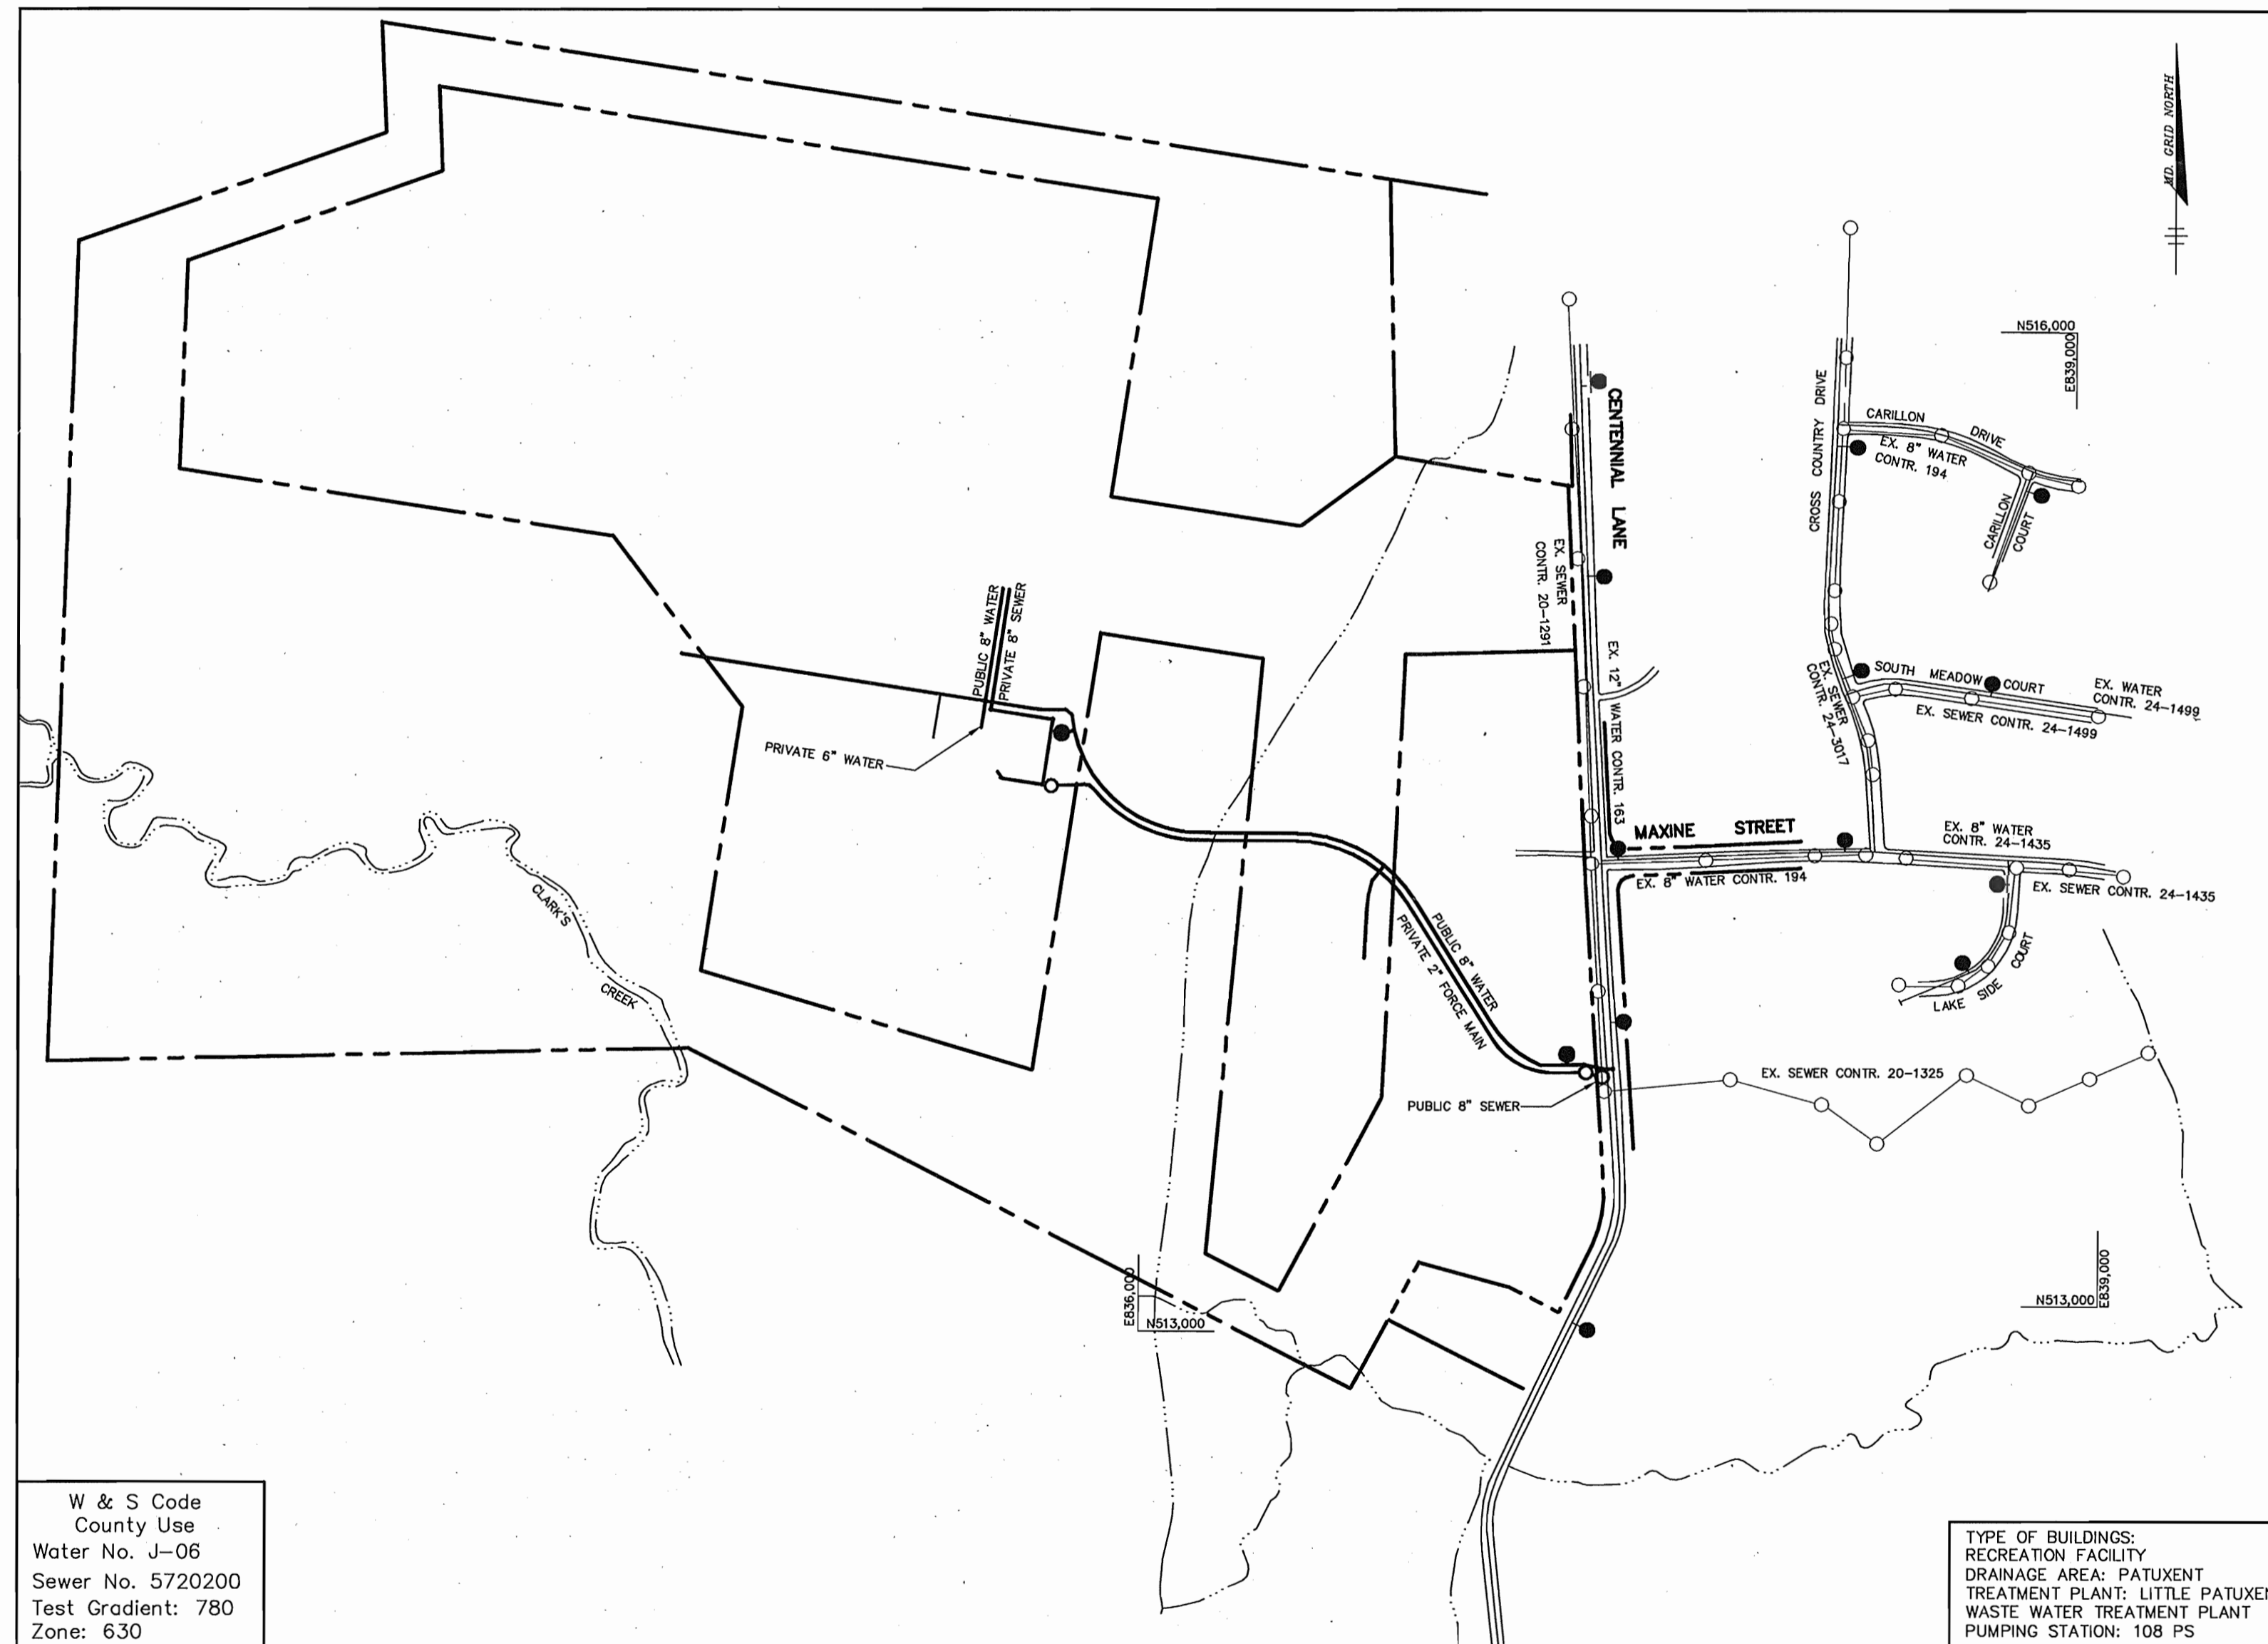 MD. GRID NORTH
N516,000
E839,000
CENTENNIAL LANE
CROSS COUNTRY DRIVE
CARILLON DRIVE
EX. 8" WATER
CONTR. 194
CARILLON
COURT
EX. SEWER
CONTR. 20-1291
PUBLIC 8" WATER
PRIVATE 8" SEWER
PRIVATE 6" WATER
EX. 12" WATER CONTR. 163
EX. SEWER
CONTR. 24-3017
SOUTH MEADOW COURT
EX. WATER
CONTR. 24-1499
EX. SEWER CONTR. 24-1499
MAXINE STREET
EX. 8" WATER
CONTR. 24-1435
EX. 8" WATER CONTR. 194
EX. SEWER CONTR. 24-1435
CLARK'S
CREEK
PUBLIC 8" WATER
PRIVATE 2" FORCE MAIN
LAKE SIDE COURT
EX. SEWER CONTR. 20-1325
PUBLIC 8" SEWER
E836,000
N513,000
E839,000
N513,000
W & S Code
County Use
Water No. J-06
Sewer No. 5720200
Test Gradient: 780
Zone: 630
TYPE OF BUILDINGS:
RECREATION FACILITY
DRAINAGE AREA: PATUXENT
TREATMENT PLANT: LITTLE PATUXEN
WASTE WATER TREATMENT PLANT
PUMPING STATION: 108 PS